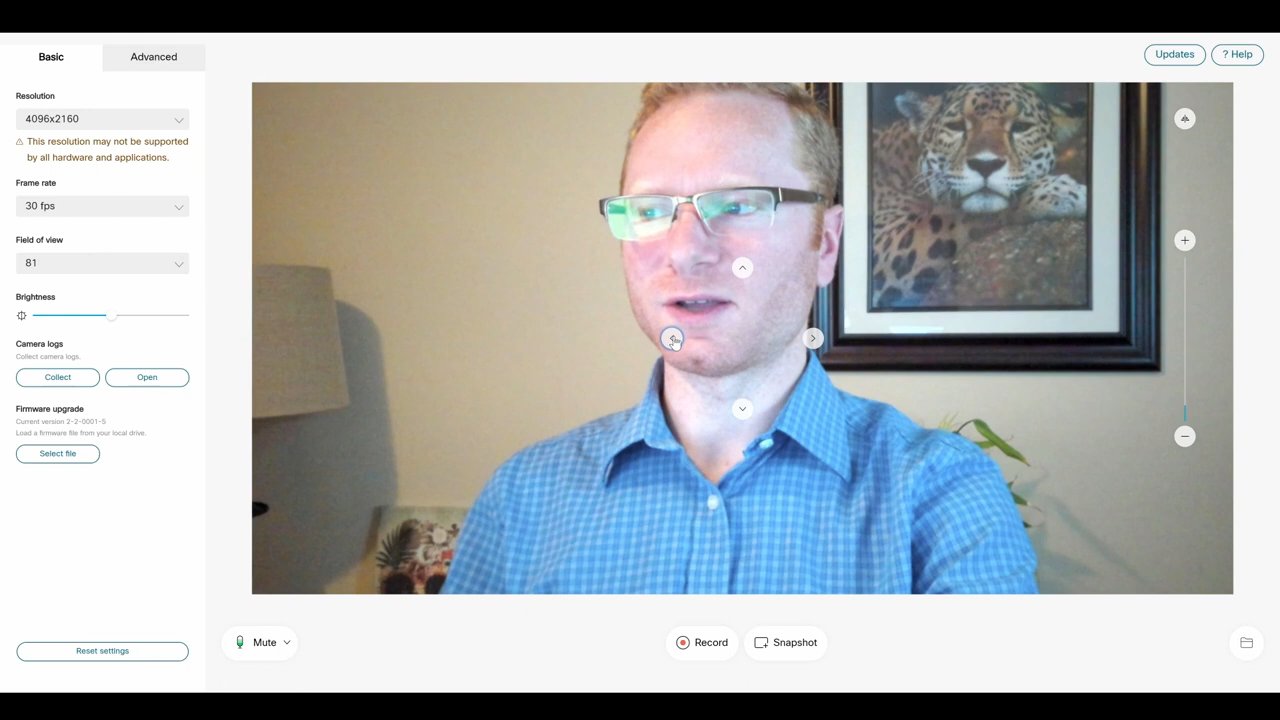 Basic
Advanced
Updates
? Help
Resolution
4096x2160
This resolution may not be supported
by all hardware and applications.
Frame rate
30 fps
Field of view
81
Brightness
Camera logs
Collect camera logs.
Collect
Open
Firmware upgrade
Current version 2-2-0001-5
Load a firmware file from your local drive.
Select file
Reset settings
Mute
Record
Snapshot